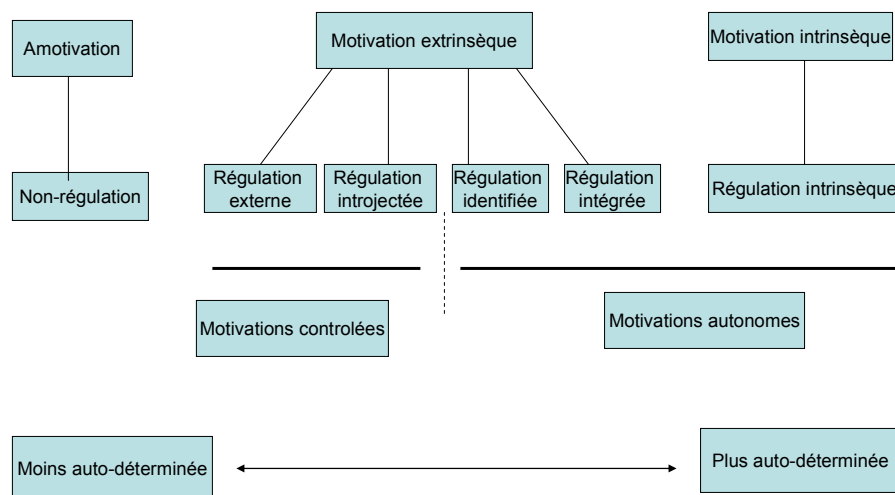 Amotivation
Motivation extrinsèque
Motivation intrinsèque
Non-régulation
Régulation
externe
Régulation
introjectée
Régulation
identifiée
Régulation
intégrée
Régulation intrinsèque
Motivations controlées
Motivations autonomes
Moins auto-déterminée
Plus auto-déterminée